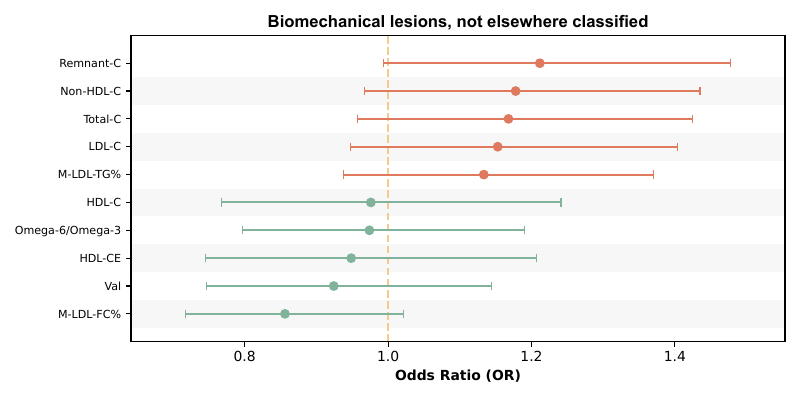 Biomechanical lesions, not elsewhere classified
Remnant-C
Non-HDL-C
Total-C
LDL-C
M-LDL-TG%
HDL-C
Omega-6/Omega-3
HDL-CE
Val
M-LDL-FC%
0.8 1.0 1.2 1.4
Odds Ratio (OR)